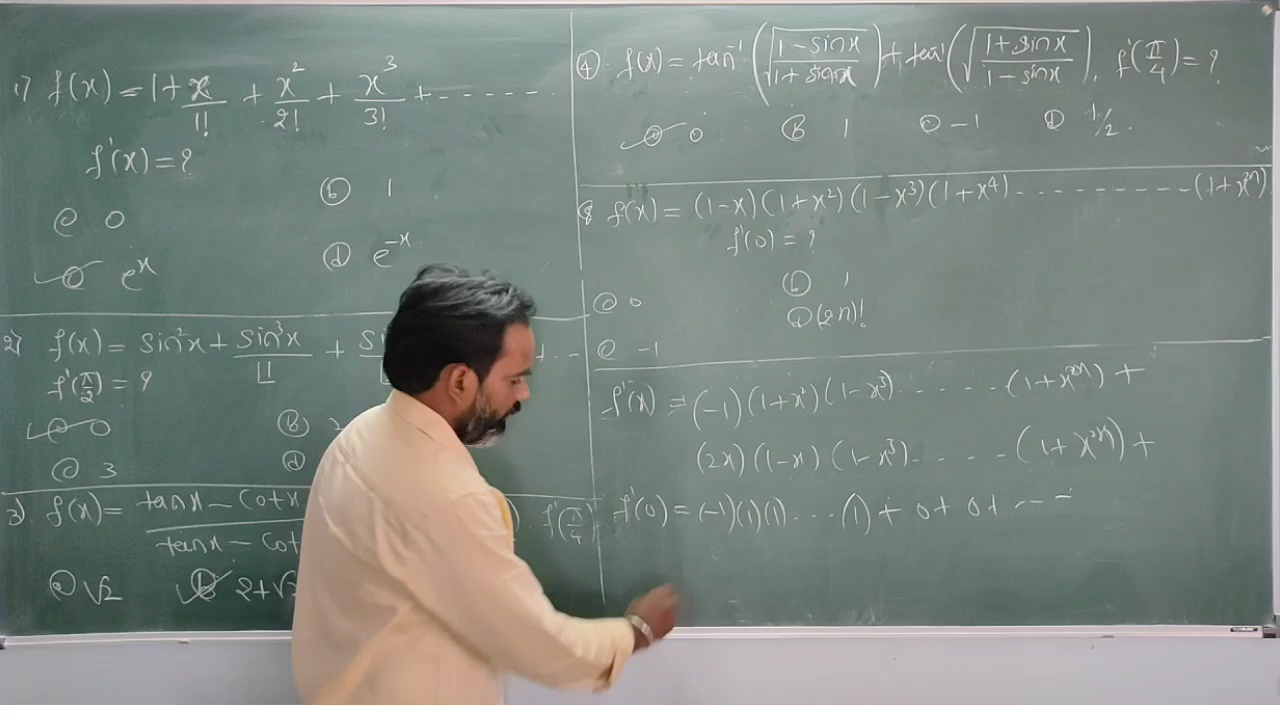 1) f(x) = 1 + x/1! + x²/2! + x³/3! + - - - - - - -
f'(x) = ?
ⓐ 0 ⓑ 1
ⓒ eˣ ⓓ e⁻ˣ
2) f(x) = sin²x + sin³x/⌊1 + + - -
f'(π/2) = ?
ⓐ 0 ⓑ 2
ⓒ 3 ⓓ
3) f(x) = tanx - cotx / tanx - cot f'(π/4)
ⓐ √2 ⓑ 2+√2
④ f(x) = tan⁻¹(√(1-sinx / 1+sinx)) + tan⁻¹(√(1+sinx / 1-sinx)), f'(π/4) = ?
ⓐ 0 ⓑ 1 ⓒ -1 ⓓ 1/2.
f(x) = (1-x)(1+x²)(1-x³)(1+x⁴) - - - - - - - - - - (1+x²ⁿ)
f'(0) = ?
ⓐ 0 ⓑ 1
ⓒ -1 ⓓ (2n)!
f'(x) = (-1)(1+x²)(1-x³) - - - - - - (1+x²ⁿ) +
(2x)(1-x)(1-x³) - - - - - (1+x²ⁿ) +
f'(0) = (-1)(1)(1) - - - (1) + 0 + 0 + - - -